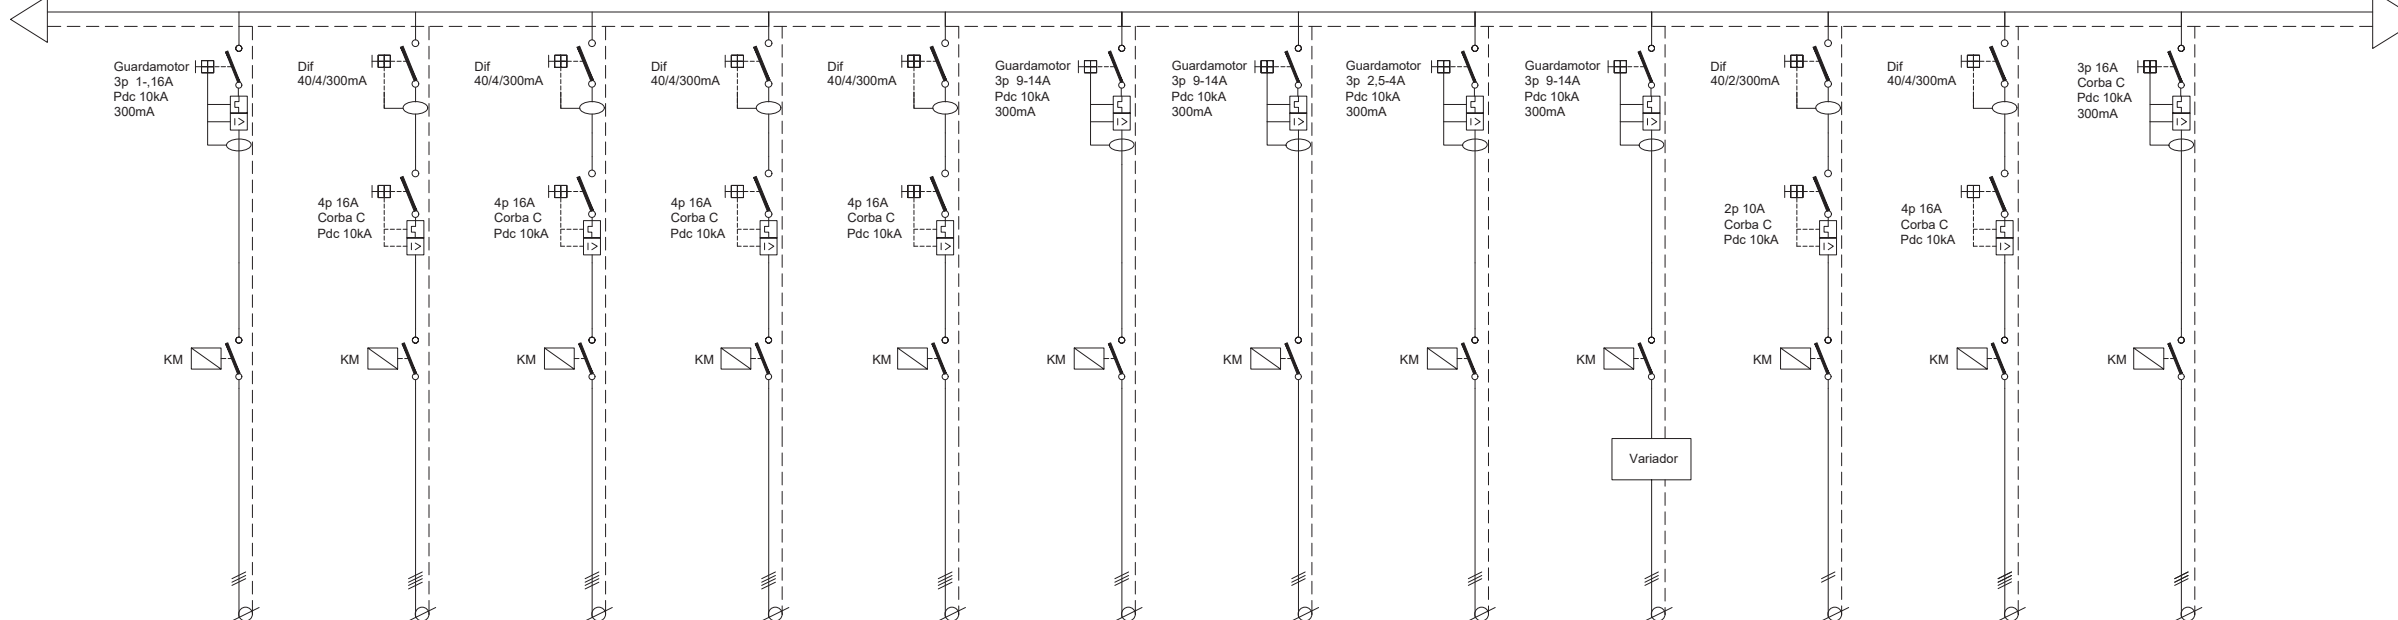 Guardamotor
3p 1-,16A
Pdc 10kA
300mA
Dif
40/4/300mA
Dif
40/4/300mA
Dif
40/4/300mA
Dif
40/4/300mA
Guardamotor
3p 9-14A
Pdc 10kA
300mA
Guardamotor
3p 9-14A
Pdc 10kA
300mA
Guardamotor
3p 2,5-4A
Pdc 10kA
300mA
Guardamotor
3p 9-14A
Pdc 10kA
300mA
Dif
40/2/300mA
Dif
40/4/300mA
3p 16A
Corba C
Pdc 10kA
300mA
4p 16A
Corba C
Pdc 10kA
4p 16A
Corba C
Pdc 10kA
4p 16A
Corba C
Pdc 10kA
4p 16A
Corba C
Pdc 10kA
2p 10A
Corba C
Pdc 10kA
4p 16A
Corba C
Pdc 10kA
KM
KM
KM
KM
KM
KM
KM
KM
KM
KM
KM
KM
Variador